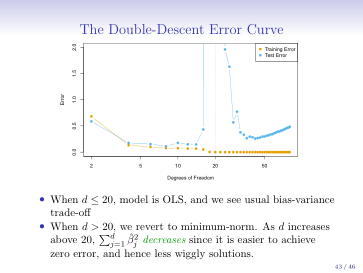 The Double-Descent Error Curve
Training Error
Test Error
2.0
1.5
1.0
0.5
0.0
Error
2 5 10 20 50
Degrees of Freedom
• When d ≤ 20, model is OLS, and we see usual bias-variance
trade-off
• When d > 20, we revert to minimum-norm. As d increases
above 20, ∑_{j=1}^{d} β̂_j^2 decreases since it is easier to achieve
zero error, and hence less wiggly solutions.
43 / 46